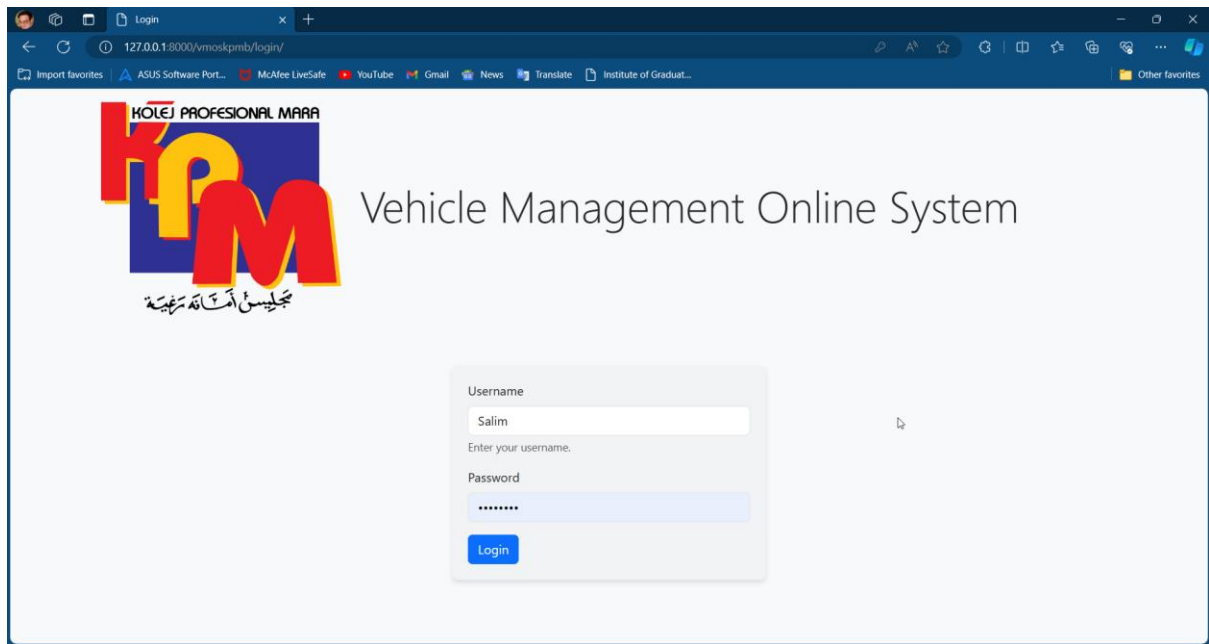 Login
127.0.0.1:8000/vmoskpmb/login/
Import favorites ASUS Software Port... McAfee LiveSafe YouTube Gmail News Translate Institute of Graduat... Other favorites
KOLEJ PROFESIONAL MARA
KPM
مجليس أمانه رعية
Vehicle Management Online System
Username
Salim
Enter your username.
Password
••••••••
Login